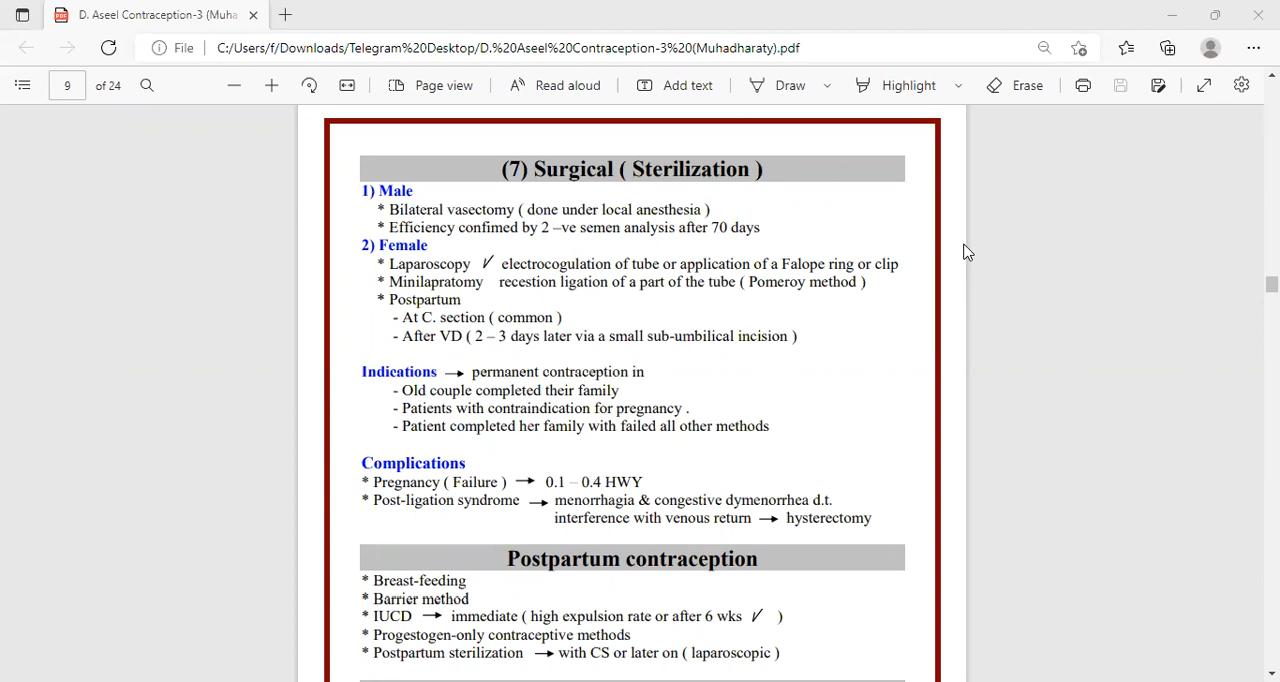 D. Aseel Contraception-3 (Muha
File C:/Users/f/Downloads/Telegram%20Desktop/D.%20Aseel%20Contraception-3%20(Muhadharaty).pdf
9 of 24 Page view Read aloud Add text Draw Highlight Erase
(7) Surgical ( Sterilization )
1) Male
* Bilateral vasectomy ( done under local anesthesia )
* Efficiency confimed by 2 –ve semen analysis after 70 days
2) Female
* Laparoscopy ✓ electrocogulation of tube or application of a Falope ring or clip
* Minilapratomy recestion ligation of a part of the tube ( Pomeroy method )
* Postpartum
- At C. section ( common )
- After VD ( 2 – 3 days later via a small sub-umbilical incision )
Indications → permanent contraception in
- Old couple completed their family
- Patients with contraindication for pregnancy .
- Patient completed her family with failed all other methods
Complications
* Pregnancy ( Failure ) → 0.1 – 0.4 HWY
* Post-ligation syndrome → menorrhagia & congestive dymenorrhea d.t.
interference with venous return → hysterectomy
Postpartum contraception
* Breast-feeding
* Barrier method
* IUCD → immediate ( high expulsion rate or after 6 wks ✓ )
* Progestogen-only contraceptive methods
* Postpartum sterilization → with CS or later on ( laparoscopic )